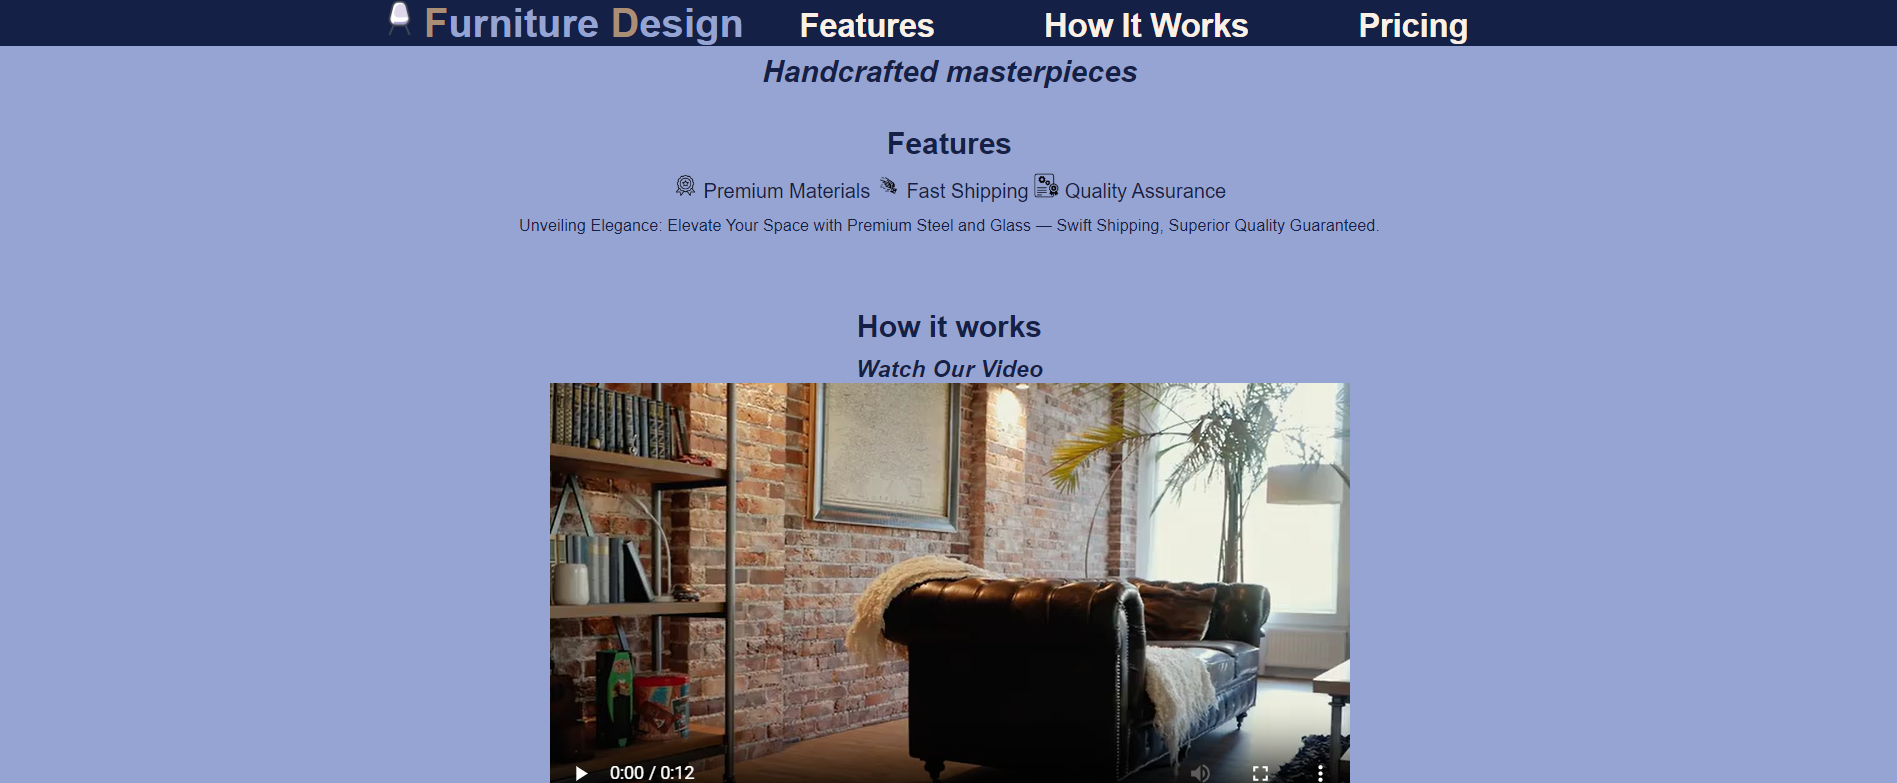 Furniture Design Features How It Works Pricing
Handcrafted masterpieces
Features
Premium Materials Fast Shipping Quality Assurance
Unveiling Elegance: Elevate Your Space with Premium Steel and Glass — Swift Shipping, Superior Quality Guaranteed.
How it works
Watch Our Video
0:00 / 0:12